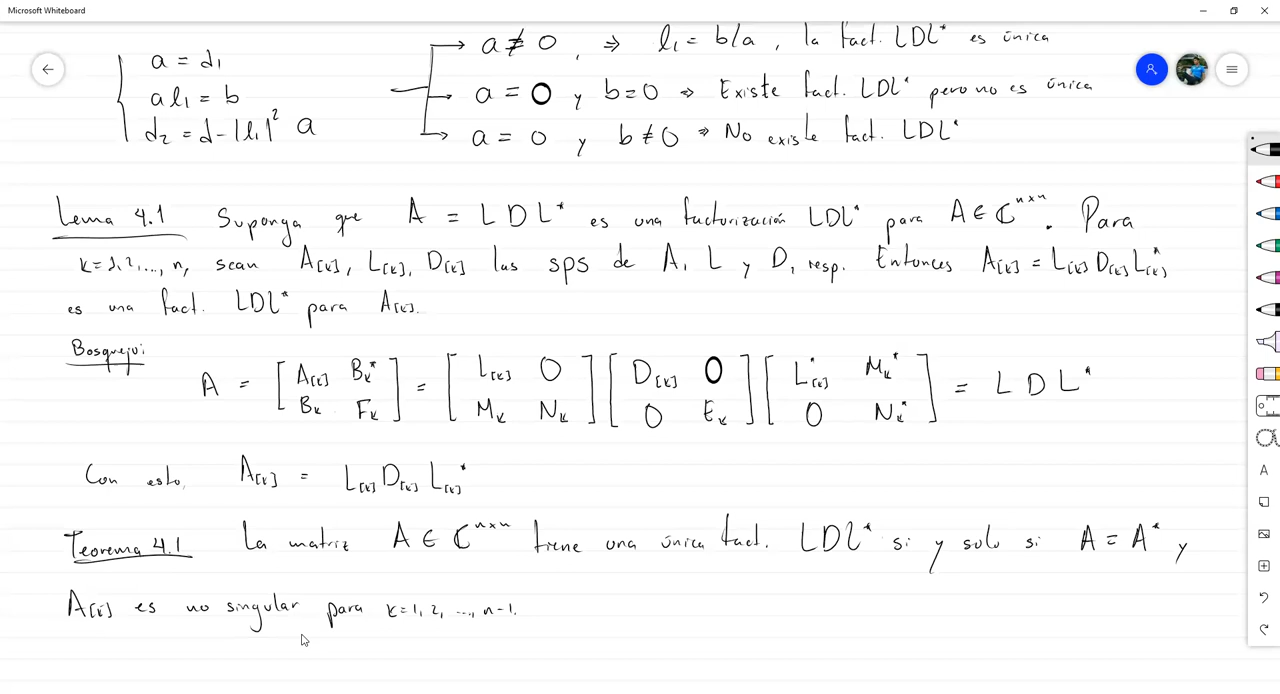 Microsoft Whiteboard
a = d₁
a l₁ = b
d₂ = d - |l₁|² a
a ≠ 0, ⇒ l₁ = b/a, la fact. LDL* es única
a = 0 y b = 0 ⇒ Existe fact. LDL* pero no es única
a = 0 y b ≠ 0 ⇒ No existe fact. LDL*
Lema 4.1 Suponga que A = L D L* es una factorización LDL* para A ∈ ℂⁿˣⁿ. Para
k=1,2,...,n, sean A[k], L[k], D[k] las sps de A, L y D, resp. Entonces A[k] = L[k] D[k] L[k]*
es una fact. LDL* para A[k].
Bosquejo:
A = [ A[k] Bₖ* ; Bₖ Fₖ ] = [ L[k] 0 ; Mₖ Nₖ ] [ D[k] 0 ; 0 Eₖ ] [ L[k]* Mₖ* ; 0 Nₖ* ] = L D L*
Con esto, A[k] = L[k] D[k] L[k]*
Teorema 4.1 La matriz A ∈ ℂⁿˣⁿ tiene una única fact. LDL* si y solo si A = A* y
A[k] es no singular para k=1,2,...,n-1.